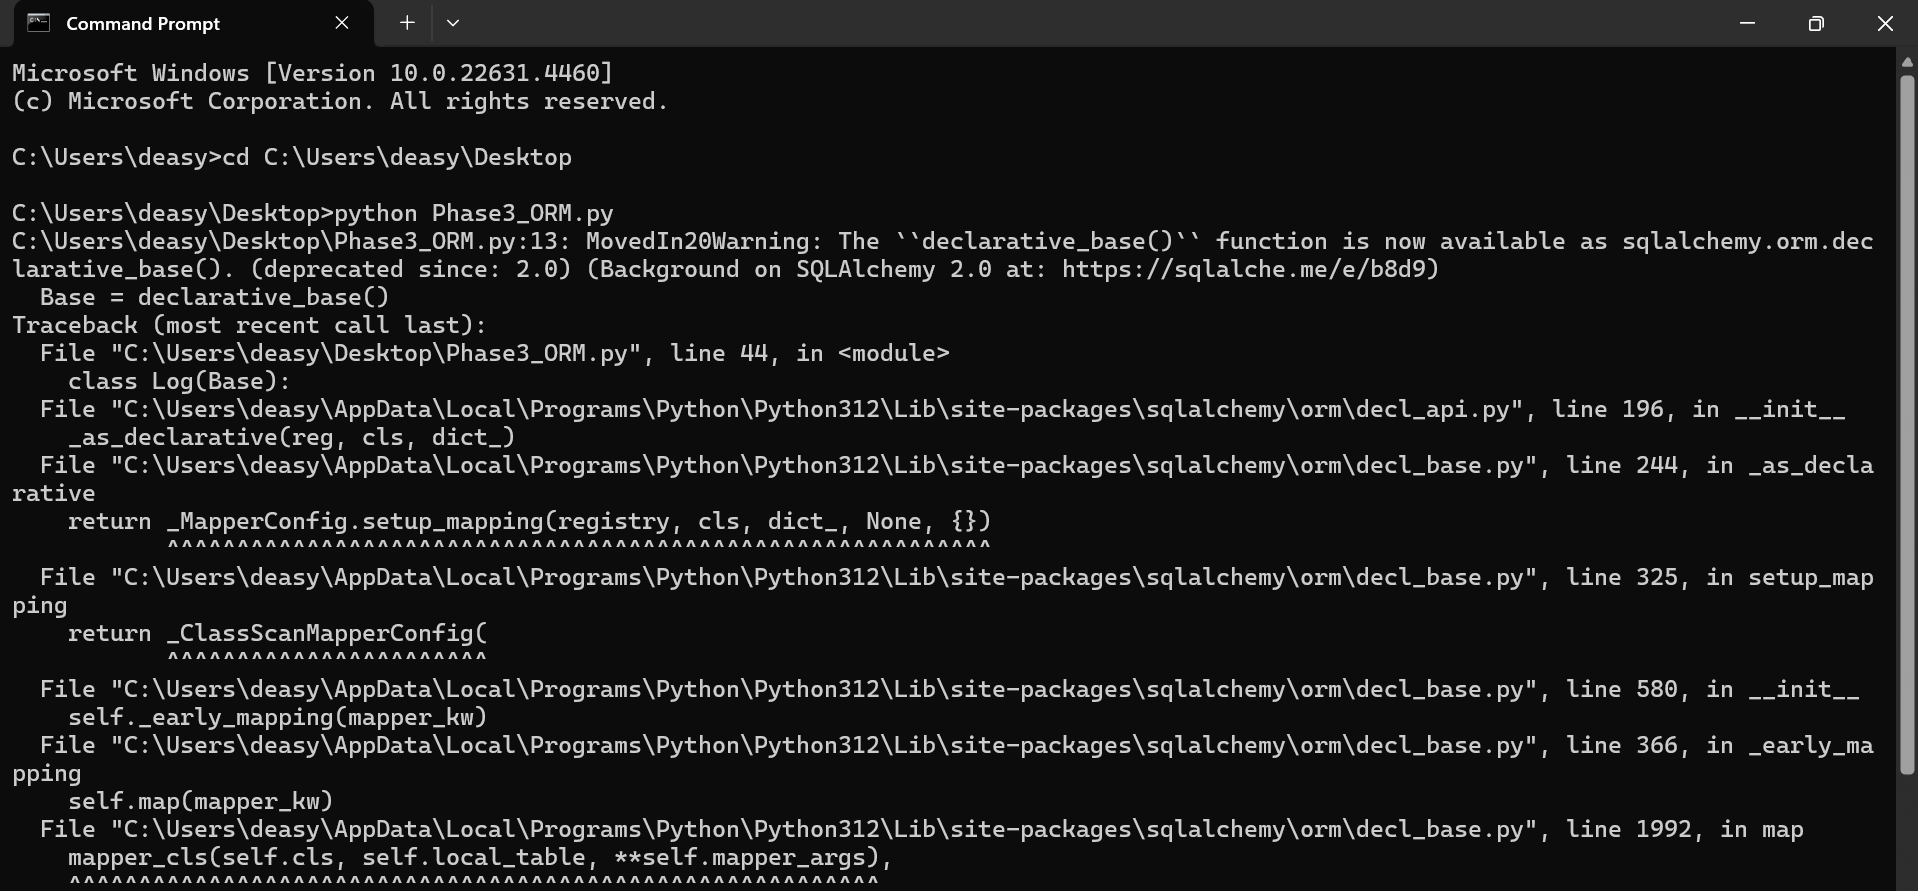 Command Prompt
Microsoft Windows [Version 10.0.22631.4460]
(c) Microsoft Corporation. All rights reserved.
C:\Users\deasy>cd C:\Users\deasy\Desktop
C:\Users\deasy\Desktop>python Phase3_ORM.py
C:\Users\deasy\Desktop\Phase3_ORM.py:13: MovedIn20Warning: The ``declarative_base()`` function is now available as sqlalchemy.orm.dec
larative_base(). (deprecated since: 2.0) (Background on SQLAlchemy 2.0 at: https://sqlalche.me/e/b8d9)
  Base = declarative_base()
Traceback (most recent call last):
  File "C:\Users\deasy\Desktop\Phase3_ORM.py", line 44, in <module>
    class Log(Base):
  File "C:\Users\deasy\AppData\Local\Programs\Python\Python312\Lib\site-packages\sqlalchemy\orm\decl_api.py", line 196, in __init__
    _as_declarative(reg, cls, dict_)
  File "C:\Users\deasy\AppData\Local\Programs\Python\Python312\Lib\site-packages\sqlalchemy\orm\decl_base.py", line 244, in _as_decla
rative
    return _MapperConfig.setup_mapping(registry, cls, dict_, None, {})
           ^^^^^^^^^^^^^^^^^^^^^^^^^^^^^^^^^^^^^^^^^^^^^^^^^^^^^^^^^^^
  File "C:\Users\deasy\AppData\Local\Programs\Python\Python312\Lib\site-packages\sqlalchemy\orm\decl_base.py", line 325, in setup_map
ping
    return _ClassScanMapperConfig(
           ^^^^^^^^^^^^^^^^^^^^^^^
  File "C:\Users\deasy\AppData\Local\Programs\Python\Python312\Lib\site-packages\sqlalchemy\orm\decl_base.py", line 580, in __init__
    self._early_mapping(mapper_kw)
  File "C:\Users\deasy\AppData\Local\Programs\Python\Python312\Lib\site-packages\sqlalchemy\orm\decl_base.py", line 366, in _early_ma
pping
    self.map(mapper_kw)
  File "C:\Users\deasy\AppData\Local\Programs\Python\Python312\Lib\site-packages\sqlalchemy\orm\decl_base.py", line 1992, in map
    mapper_cls(self.cls, self.local_table, **self.mapper_args),
    ^^^^^^^^^^^^^^^^^^^^^^^^^^^^^^^^^^^^^^^^^^^^^^^^^^^^^^^^^^